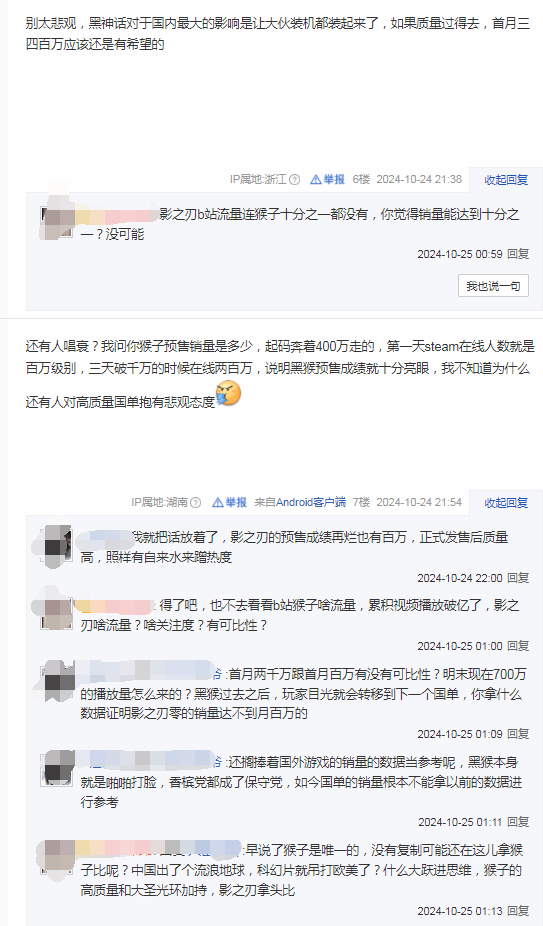 别太悲观，黑神话对于国内最大的影响是让大伙装机都装起来了，如果质量过得去，首月三
四百万应该还是有希望的
IP属地:浙江 举报 6楼 2024-10-24 21:38 收起回复
影之刃b站流量连猴子十分之一都没有，你觉得销量能达到十分之
一？没可能
2024-10-25 00:59 回复
我也说一句
还有人唱衰？我问你猴子预售销量是多少，起码奔着400万走的，第一天steam在线人数就是
百万级别，三天破千万的时候在线两百万，说明黑猴预售成绩就十分亮眼，我不知道为什么
还有人对高质量国单抱有悲观态度
IP属地:湖南 举报 来自Android客户端 7楼 2024-10-24 21:54 收起回复
我就把话放着了，影之刃的预售成绩再烂也有百万，正式发售后质量
高，照样有自来水来蹭热度
2024-10-24 22:00 回复
: 得了吧，也不去看看b站猴子啥流量，累积视频播放破亿了，影之
刃啥流量？啥关注度？有可比性？
2024-10-25 01:00 回复
:首月两千万跟首月百万有没有可比性？明末现在700万
的播放量怎么来的？黑猴过去之后，玩家目光就会转移到下一个国单，你拿什么
数据证明影之刃零的销量达不到月百万的
2024-10-25 01:09 回复
:还搁捧着国外游戏的销量的数据当参考呢，黑猴本身
就是啪啪打脸，香槟党都成了保守党，如今国单的销量根本不能拿以前的数据进
行参考
2024-10-25 01:11 回复
:早说了猴子是唯一的，没有复制可能还在这儿拿猴
子比呢？中国出了个流浪地球，科幻片就吊打欧美了？什么大跃进思维，猴子的
高质量和大圣光环加持，影之刃拿头比
2024-10-25 01:13 回复